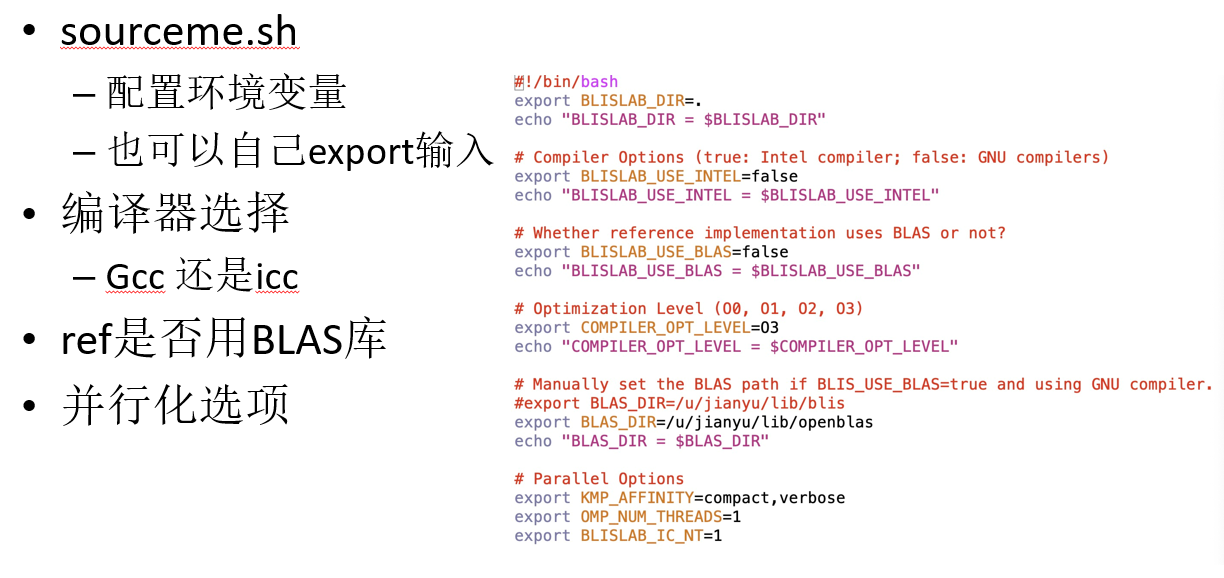 • sourceme.sh
– 配置环境变量
– 也可以自己export输入
• 编译器选择
– Gcc 还是icc
• ref是否用BLAS库
• 并行化选项
#!/bin/bash
export BLISLAB_DIR=.
echo "BLISLAB_DIR = $BLISLAB_DIR"
# Compiler Options (true: Intel compiler; false: GNU compilers)
export BLISLAB_USE_INTEL=false
echo "BLISLAB_USE_INTEL = $BLISLAB_USE_INTEL"
# Whether reference implementation uses BLAS or not?
export BLISLAB_USE_BLAS=false
echo "BLISLAB_USE_BLAS = $BLISLAB_USE_BLAS"
# Optimization Level (O0, O1, O2, O3)
export COMPILER_OPT_LEVEL=O3
echo "COMPILER_OPT_LEVEL = $COMPILER_OPT_LEVEL"
# Manually set the BLAS path if BLIS_USE_BLAS=true and using GNU compiler.
#export BLAS_DIR=/u/jianyu/lib/blis
export BLAS_DIR=/u/jianyu/lib/openblas
echo "BLAS_DIR = $BLAS_DIR"
# Parallel Options
export KMP_AFFINITY=compact,verbose
export OMP_NUM_THREADS=1
export BLISLAB_IC_NT=1